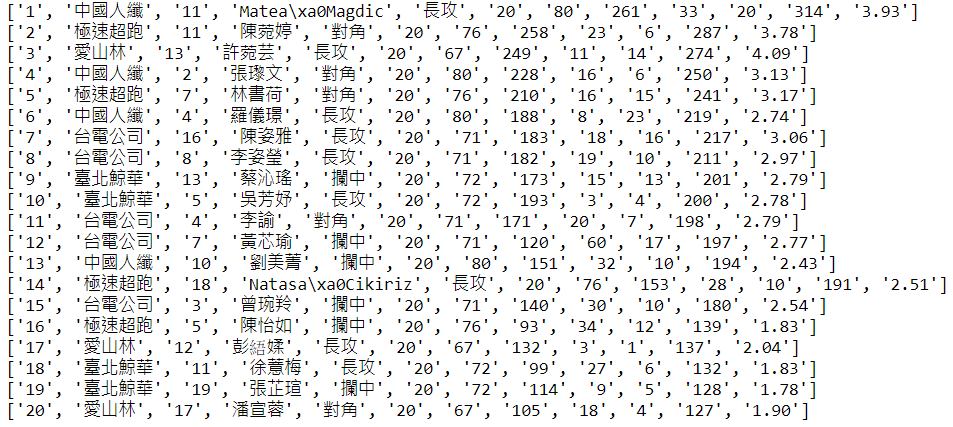 ['1', '中國人纖', '11', 'Matea\xa0Magdic', '長攻', '20', '80', '261', '33', '20', '314', '3.93']
['2', '極速超跑', '11', '陳菀婷', '對角', '20', '76', '258', '23', '6', '287', '3.78']
['3', '愛山林', '13', '許菀芸', '長攻', '20', '67', '249', '11', '14', '274', '4.09']
['4', '中國人纖', '2', '張瓈文', '對角', '20', '80', '228', '16', '6', '250', '3.13']
['5', '極速超跑', '7', '林書荷', '對角', '20', '76', '210', '16', '15', '241', '3.17']
['6', '中國人纖', '4', '羅儀璟', '長攻', '20', '80', '188', '8', '23', '219', '2.74']
['7', '台電公司', '16', '陳姿雅', '長攻', '20', '71', '183', '18', '16', '217', '3.06']
['8', '台電公司', '8', '李姿瑩', '長攻', '20', '71', '182', '19', '10', '211', '2.97']
['9', '臺北鯨華', '13', '蔡沁瑤', '攔中', '20', '72', '173', '15', '13', '201', '2.79']
['10', '臺北鯨華', '5', '吳芳妤', '長攻', '20', '72', '193', '3', '4', '200', '2.78']
['11', '台電公司', '4', '李諭', '對角', '20', '71', '171', '20', '7', '198', '2.79']
['12', '台電公司', '7', '黃芯瑜', '攔中', '20', '71', '120', '60', '17', '197', '2.77']
['13', '中國人纖', '10', '劉美菁', '攔中', '20', '80', '151', '32', '10', '194', '2.43']
['14', '極速超跑', '18', 'Natasa\xa0Cikiriz', '長攻', '20', '76', '153', '28', '10', '191', '2.51']
['15', '台電公司', '3', '曾琬羚', '攔中', '20', '71', '140', '30', '10', '180', '2.54']
['16', '極速超跑', '5', '陳怡如', '攔中', '20', '76', '93', '34', '12', '139', '1.83']
['17', '愛山林', '12', '彭綛媃', '長攻', '20', '67', '132', '3', '1', '137', '2.04']
['18', '臺北鯨華', '11', '徐薏梅', '長攻', '20', '72', '99', '27', '6', '132', '1.83']
['19', '臺北鯨華', '19', '張芷瑄', '攔中', '20', '72', '114', '9', '5', '128', '1.78']
['20', '愛山林', '17', '潘宣蓉', '對角', '20', '67', '105', '18', '4', '127', '1.90']